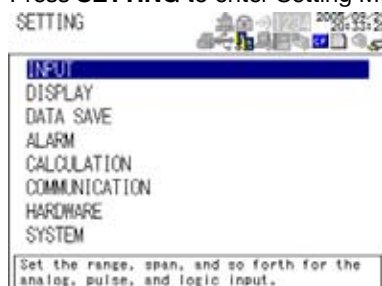 Press SETTING to enter Setting M
SETTING
INPUT
DISPLAY
DATA SAVE
ALARM
CALCULATION
COMMUNICATION
HARDWARE
SYSTEM
Set the range, span, and so forth for the
analog, pulse, and logic input.